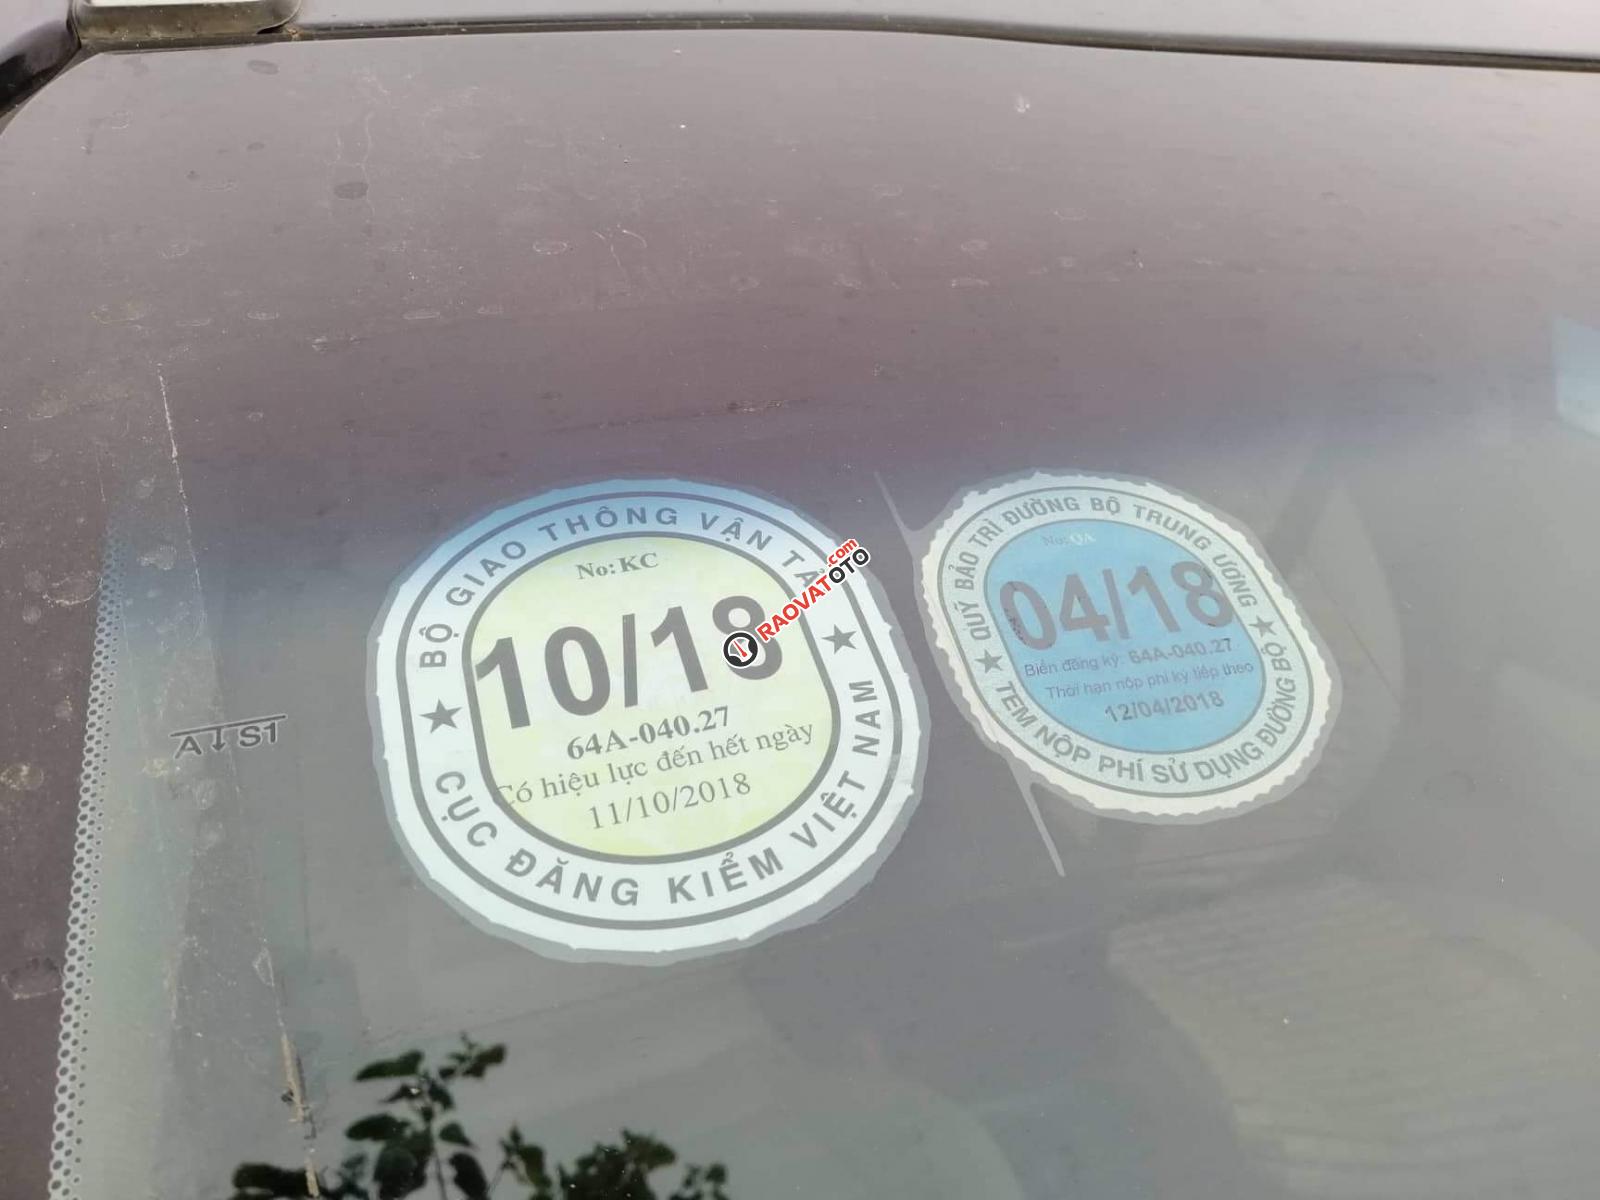 BỘ GIAO THÔNG VẬN TẢI
No: KC
10/18
64A-040.27
Có hiệu lực đến hết ngày
11/10/2018
★ CỤC ĐĂNG KIỂM VIỆT NAM ★
QUỸ BẢO TRÌ ĐƯỜNG BỘ TRUNG ƯƠNG
No: QA
04/18
Biển đăng ký: 64A-040.27
Thời hạn nộp phí kỳ tiếp theo
12/04/2018
★ TEM NỘP PHÍ SỬ DỤNG ĐƯỜNG BỘ ★
A↓S1
RAOVATOTO.com